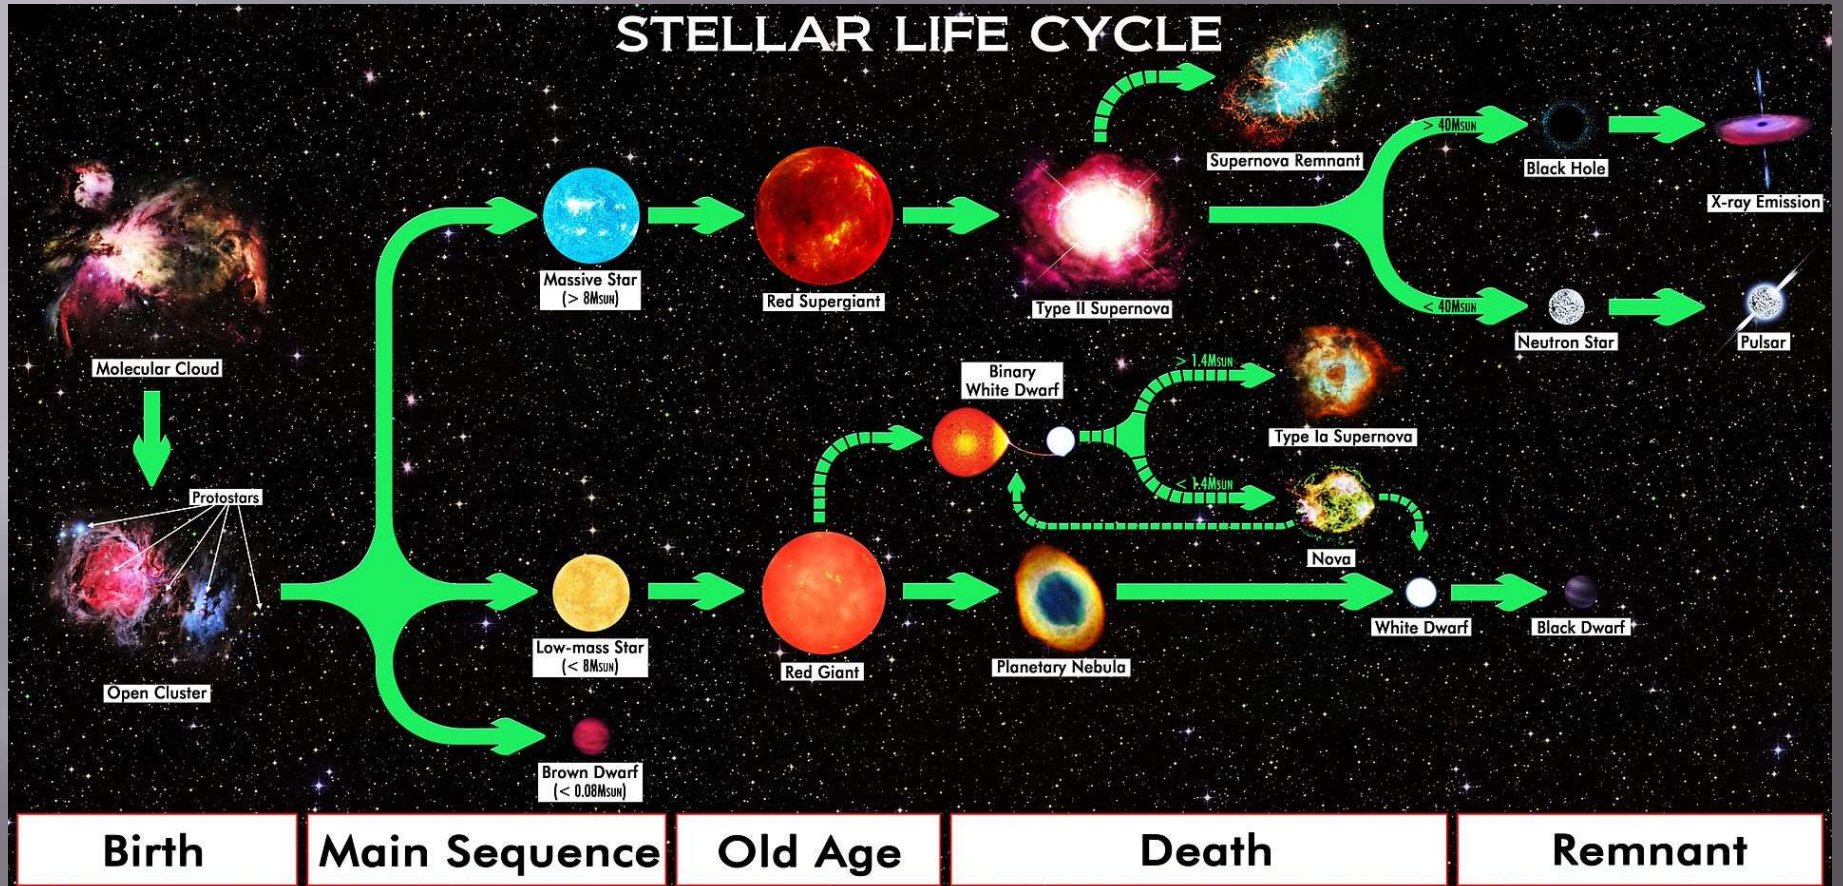 STELLAR LIFE CYCLE
Supernova Remnant
> 40MSUN
Black Hole
X-ray Emission
Massive Star
(> 8MSUN)
Red Supergiant
Type II Supernova
< 40MSUN
Neutron Star
Pulsar
Molecular Cloud
Binary
White Dwarf
> 1.4MSUN
Type Ia Supernova
< 1.4MSUN
Nova
Protostars
Open Cluster
Low-mass Star
(< 8MSUN)
Red Giant
Planetary Nebula
White Dwarf
Black Dwarf
Brown Dwarf
(< 0.08MSUN)
Birth
Main Sequence
Old Age
Death
Remnant